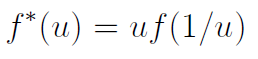 f*(u) = uf(1/u)